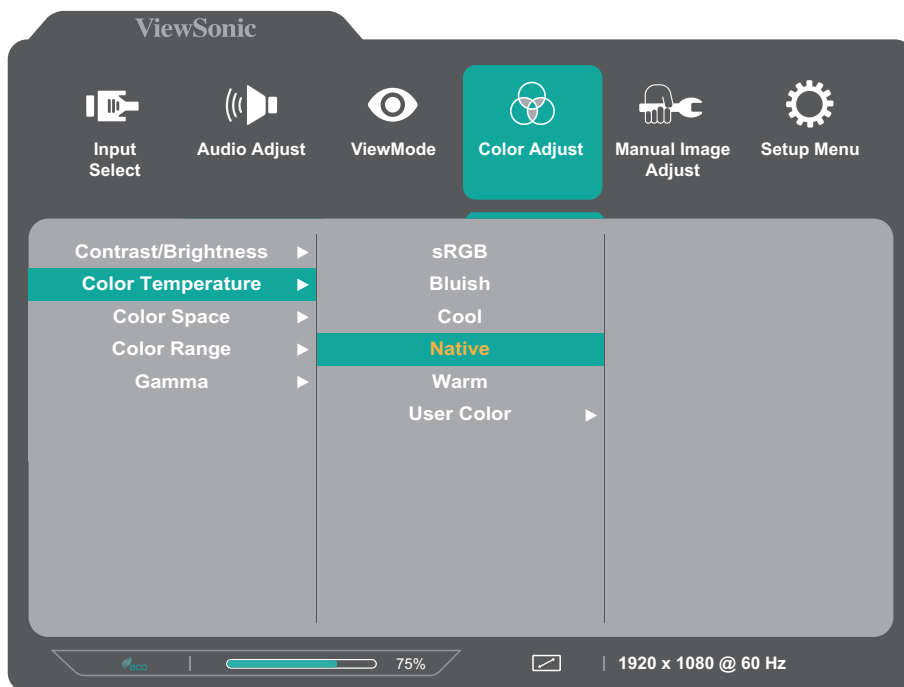 ViewSonic
Input
Select
Audio Adjust
ViewMode
Color Adjust
Manual Image
Adjust
Setup Menu
Contrast/Brightness
Color Temperature
Color Space
Color Range
Gamma
sRGB
Bluish
Cool
Native
Warm
User Color
eco
75%
1920 x 1080 @ 60 Hz